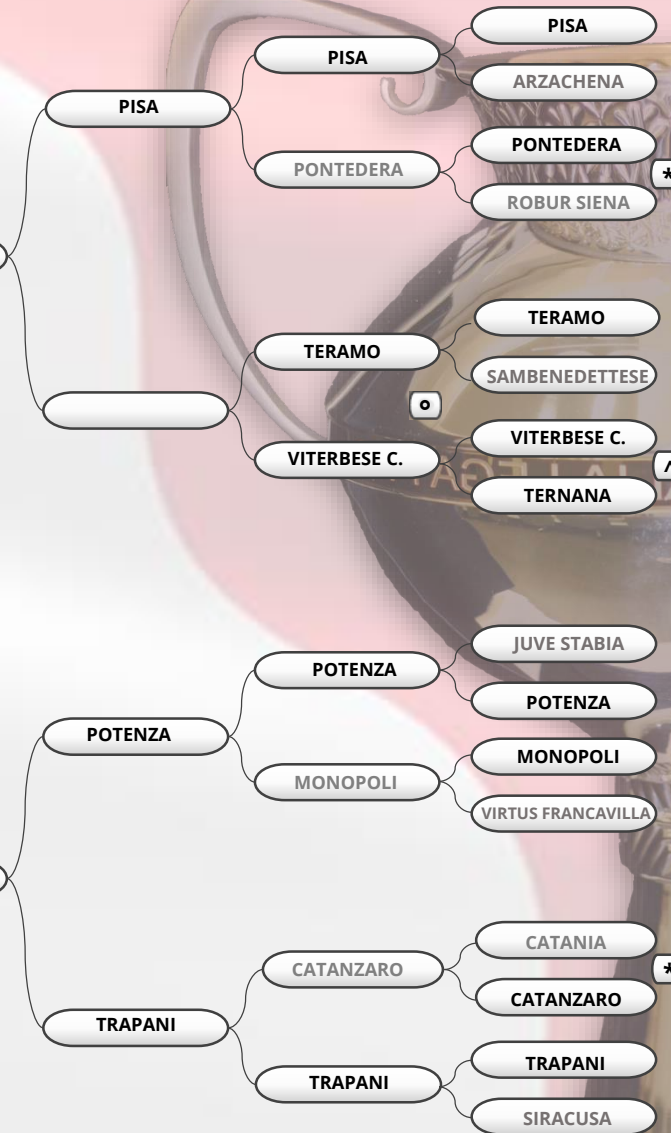 PISA
PISA
ARZACHENA
PISA
PONTEDERA
PONTEDERA
*
ROBUR SIENA
TERAMO
TERAMO
SAMBENEDETTESE
°
VITERBESE C.
VITERBESE C.
TERNANA
JUVE STABIA
POTENZA
POTENZA
POTENZA
MONOPOLI
MONOPOLI
VIRTUS FRANCAVILLA
CATANIA
*
CATANZARO
CATANZARO
TRAPANI
TRAPANI
TRAPANI
SIRACUSA